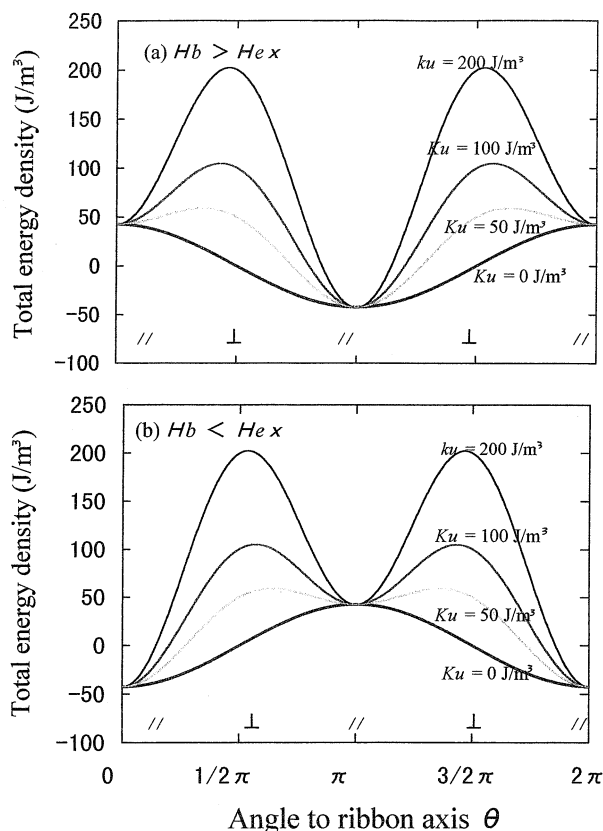 250
(a) Hb > Hex
ku = 200 J/m³
200
150
Ku = 100 J/m³
100
50
Ku = 50 J/m³
0
Ku = 0 J/m³
−50
// ⊥ // ⊥ //
−100
Total energy density (J/m³)
250
(b) Hb < Hex
ku = 200 J/m³
200
150
Ku = 100 J/m³
100
50
Ku = 50 J/m³
0
Ku = 0 J/m³
−50
// ⊥ // ⊥ //
−100
Total energy density (J/m³)
0 1/2π π 3/2π 2π
Angle to ribbon axis θ